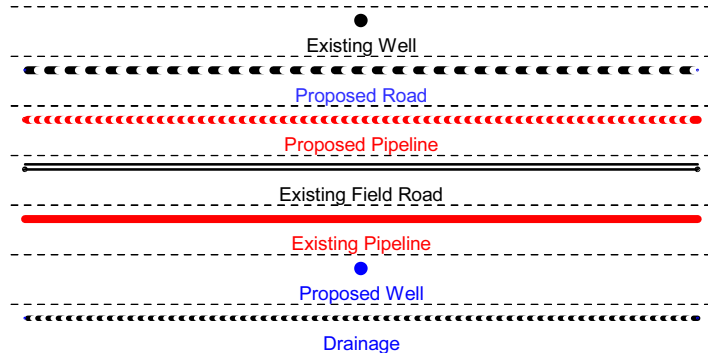 Existing Well
Proposed Road
Proposed Pipeline
Existing Field Road
Existing Pipeline
Proposed Well
Drainage